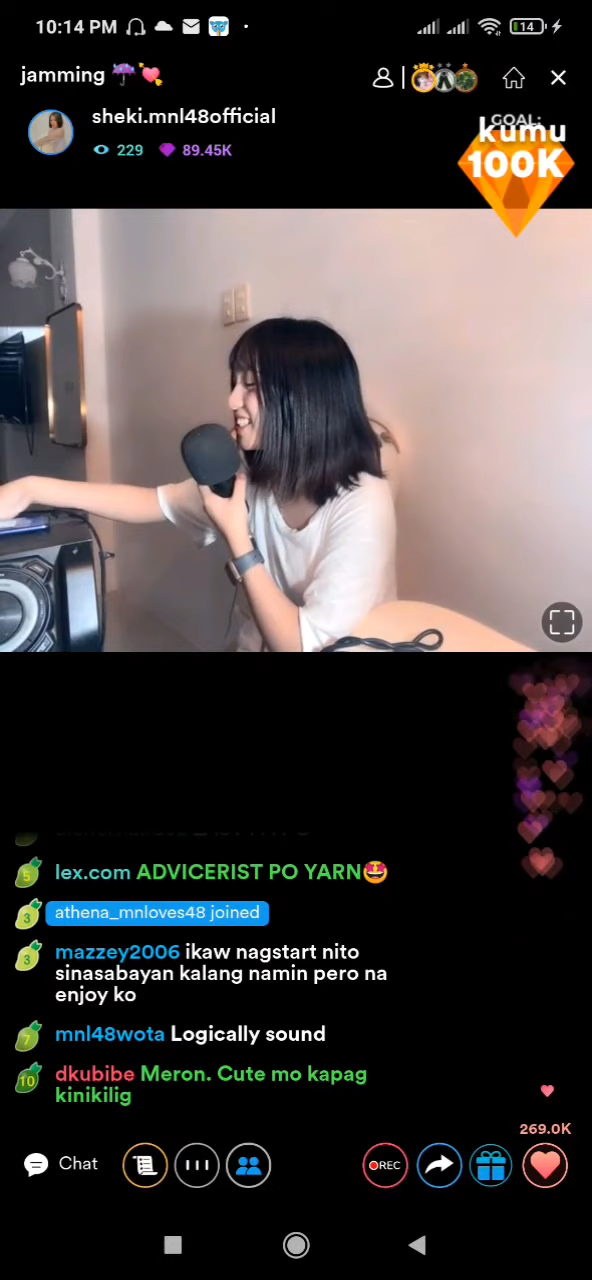 10:14 PM
14
jamming ☂️💘
sheki.mnl48official
229
89.45K
GOAL:
kumu
100K
5 lex.com ADVICERIST PO YARN🤩
3 athena_mnloves48 joined
3 mazzey2006 ikaw nagstart nito
sinasabayan kalang namin pero na
enjoy ko
7 mnl48wota Logically sound
10 dkubibe Meron. Cute mo kapag
kinikilig
269.0K
Chat
REC